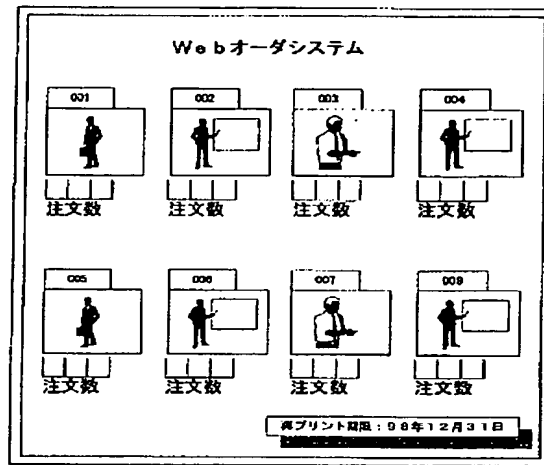 Webオーダシステム
001 002 003 004
注文数 注文数 注文数 注文数
005 006 007 008
注文数 注文数 注文数 注文数
再プリント期限：98年12月31日